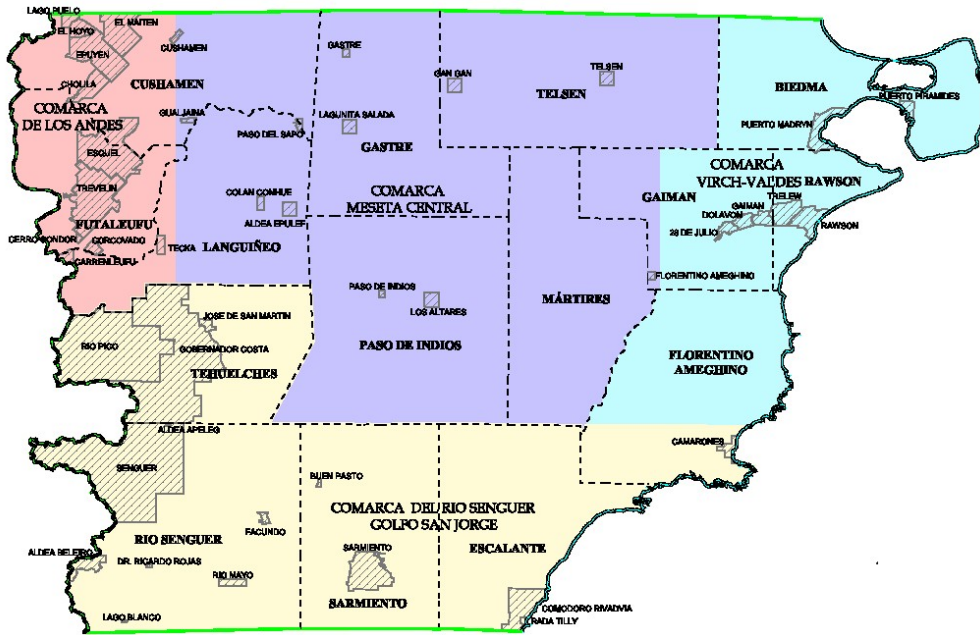 LAGO PUELO
EL MAITEN
EL HOYO
EPUYEN
CUSHAMEN
GASTRE
CHOLILA
CUSHAMEN
GAN GAN
TELSEN
TELSEN
BIEDMA
PUERTO PIRAMIDES
COMARCA
DE LOS ANDES
GUALJAINA
PASO DEL SAPO
LAGUNITA SALADA
GASTRE
PUERTO MADRYN
ESQUEL
TREVELIN
COLAN CONHUE
ALDEA EPULEF
COMARCA
MESETA CENTRAL
GAIMAN
COMARCA
VIRCH-VALDES
RAWSON
TRELEW
GAIMAN
DOLAVON
28 DE JULIO
RAWSON
FUTALEUFU
CERRO CONDOR
CORCOVADO
CARRENLEUFU
TECKA
LANGUIÑEO
PASO DE INDIOS
LOS ALTARES
MÁRTIRES
FLORENTINO AMEGHINO
JOSE DE SAN MARTIN
RIO PICO
GOBERNADOR COSTA
TEHUELCHES
PASO DE INDIOS
FLORENTINO
AMEGHINO
ALDEA APELEG
CAMARONES
SENGUER
BUEN PASTO
COMARCA DEL RIO SENGUER
GOLPO SAN JORGE
FACUNDO
RIO SENGUER
ESCALANTE
ALDEA BELEIRO
DR. RICARDO ROJAS
RIO MAYO
SARMIENTO
SARMIENTO
LAGO BLANCO
COMODORO RIVADVIA
RADA TILLY